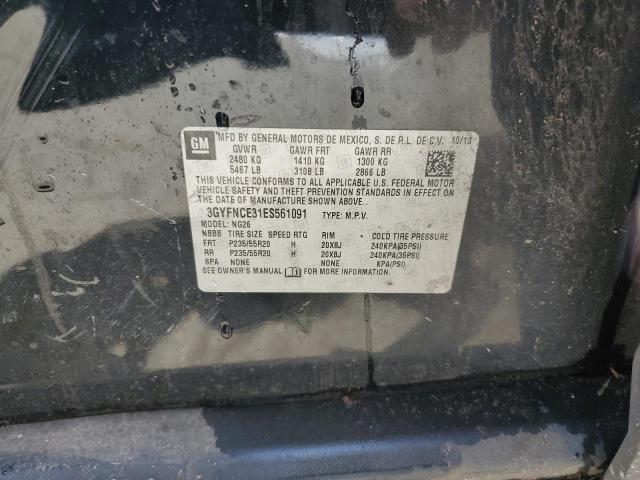 GM MFD BY GENERAL MOTORS DE MEXICO, S. DE R.L. DE C.V. 10/13
GVWR GAWR FRT GAWR RR
2480 KG 1410 KG 1300 KG
5467 LB 3108 LB 2866 LB
THIS VEHICLE CONFORMS TO ALL APPLICABLE U.S. FEDERAL MOTOR
VEHICLE SAFETY AND THEFT PREVENTION STANDARDS IN EFFECT ON
THE DATE OF MANUFACTURE SHOWN ABOVE.
3GYFNCE31ES561091 TYPE: M.P.V.
MODEL: NG26
NBBB TIRE SIZE SPEED RTG RIM COLD TIRE PRESSURE
FRT P235/55R20 H 20X8J 240KPA(35PSI)
RR P235/55R20 H 20X8J 240KPA(35PSI)
SPA NONE NONE KPA(PSI)
SEE OWNER'S MANUAL FOR MORE INFORMATION.